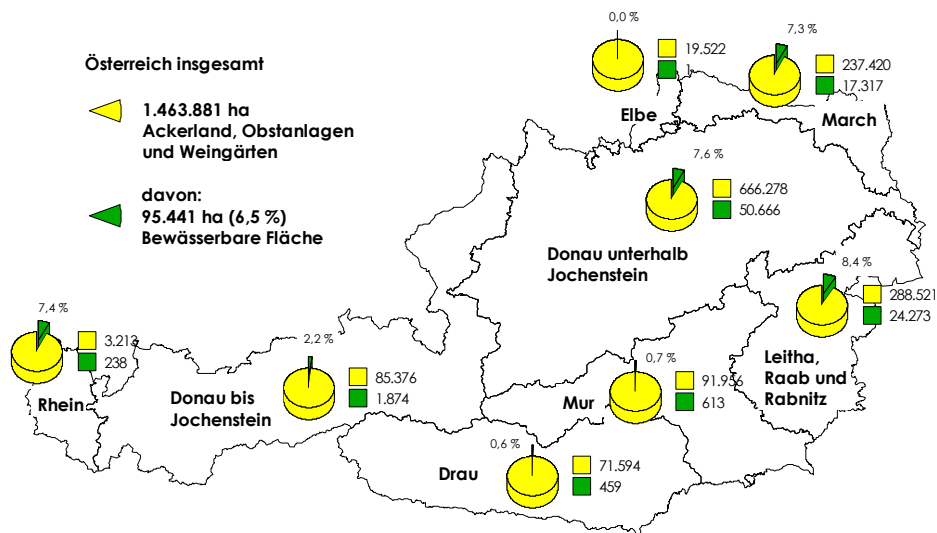 Österreich insgesamt
1.463.881 ha
Ackerland, Obstanlagen
und Weingärten
davon:
95.441 ha (6,5 %)
Bewässerbare Fläche
0,0 %
19.522
1
Elbe
7,3 %
237.420
17.317
March
7,6 %
666.278
50.666
Donau unterhalb
Jochenstein
8,4 %
288.521
24.273
Leitha,
Raab und
Rabnitz
7,4 %
3.213
238
Rhein
2,2 %
85.376
1.874
Donau bis
Jochenstein
0,7 %
91.956
613
Mur
0,6 %
71.594
459
Drau